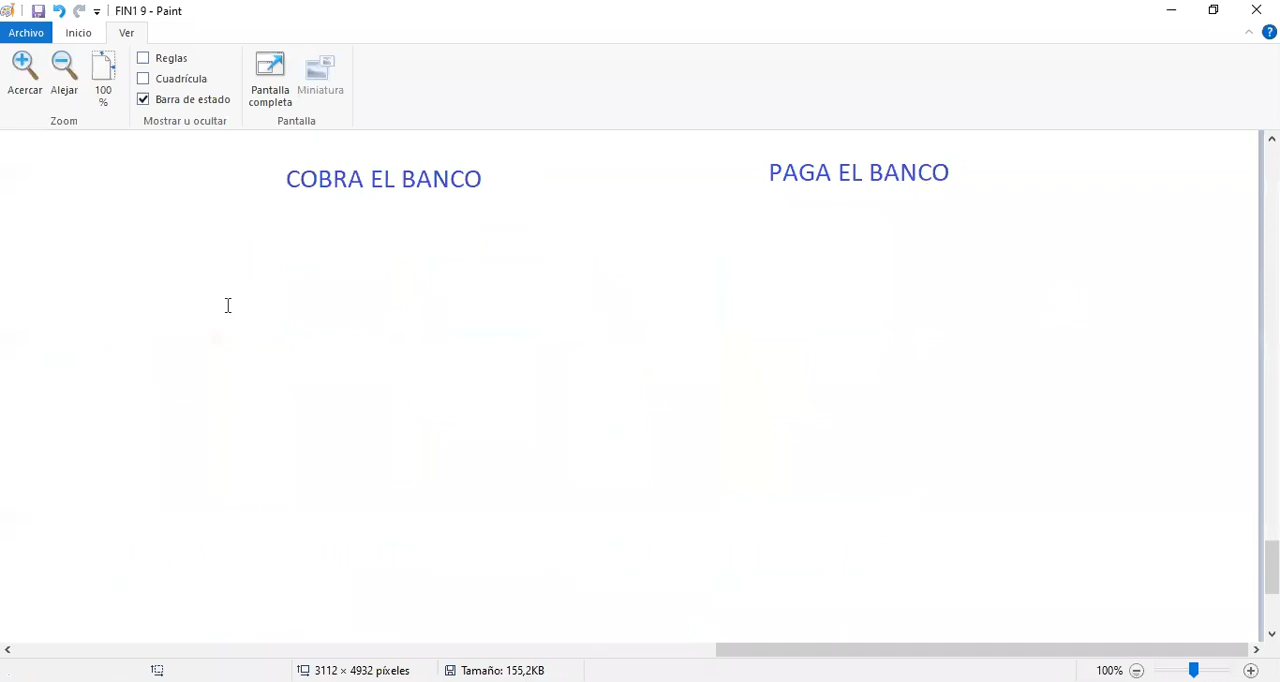 FIN1 9 - Paint
Archivo Inicio Ver
Acercar Alejar 100 %
Reglas
Cuadrícula
Barra de estado
Pantalla completa
Miniatura
Zoom Mostrar u ocultar Pantalla
COBRA EL BANCO
PAGA EL BANCO
3112 × 4932 píxeles Tamaño: 155,2KB 100%